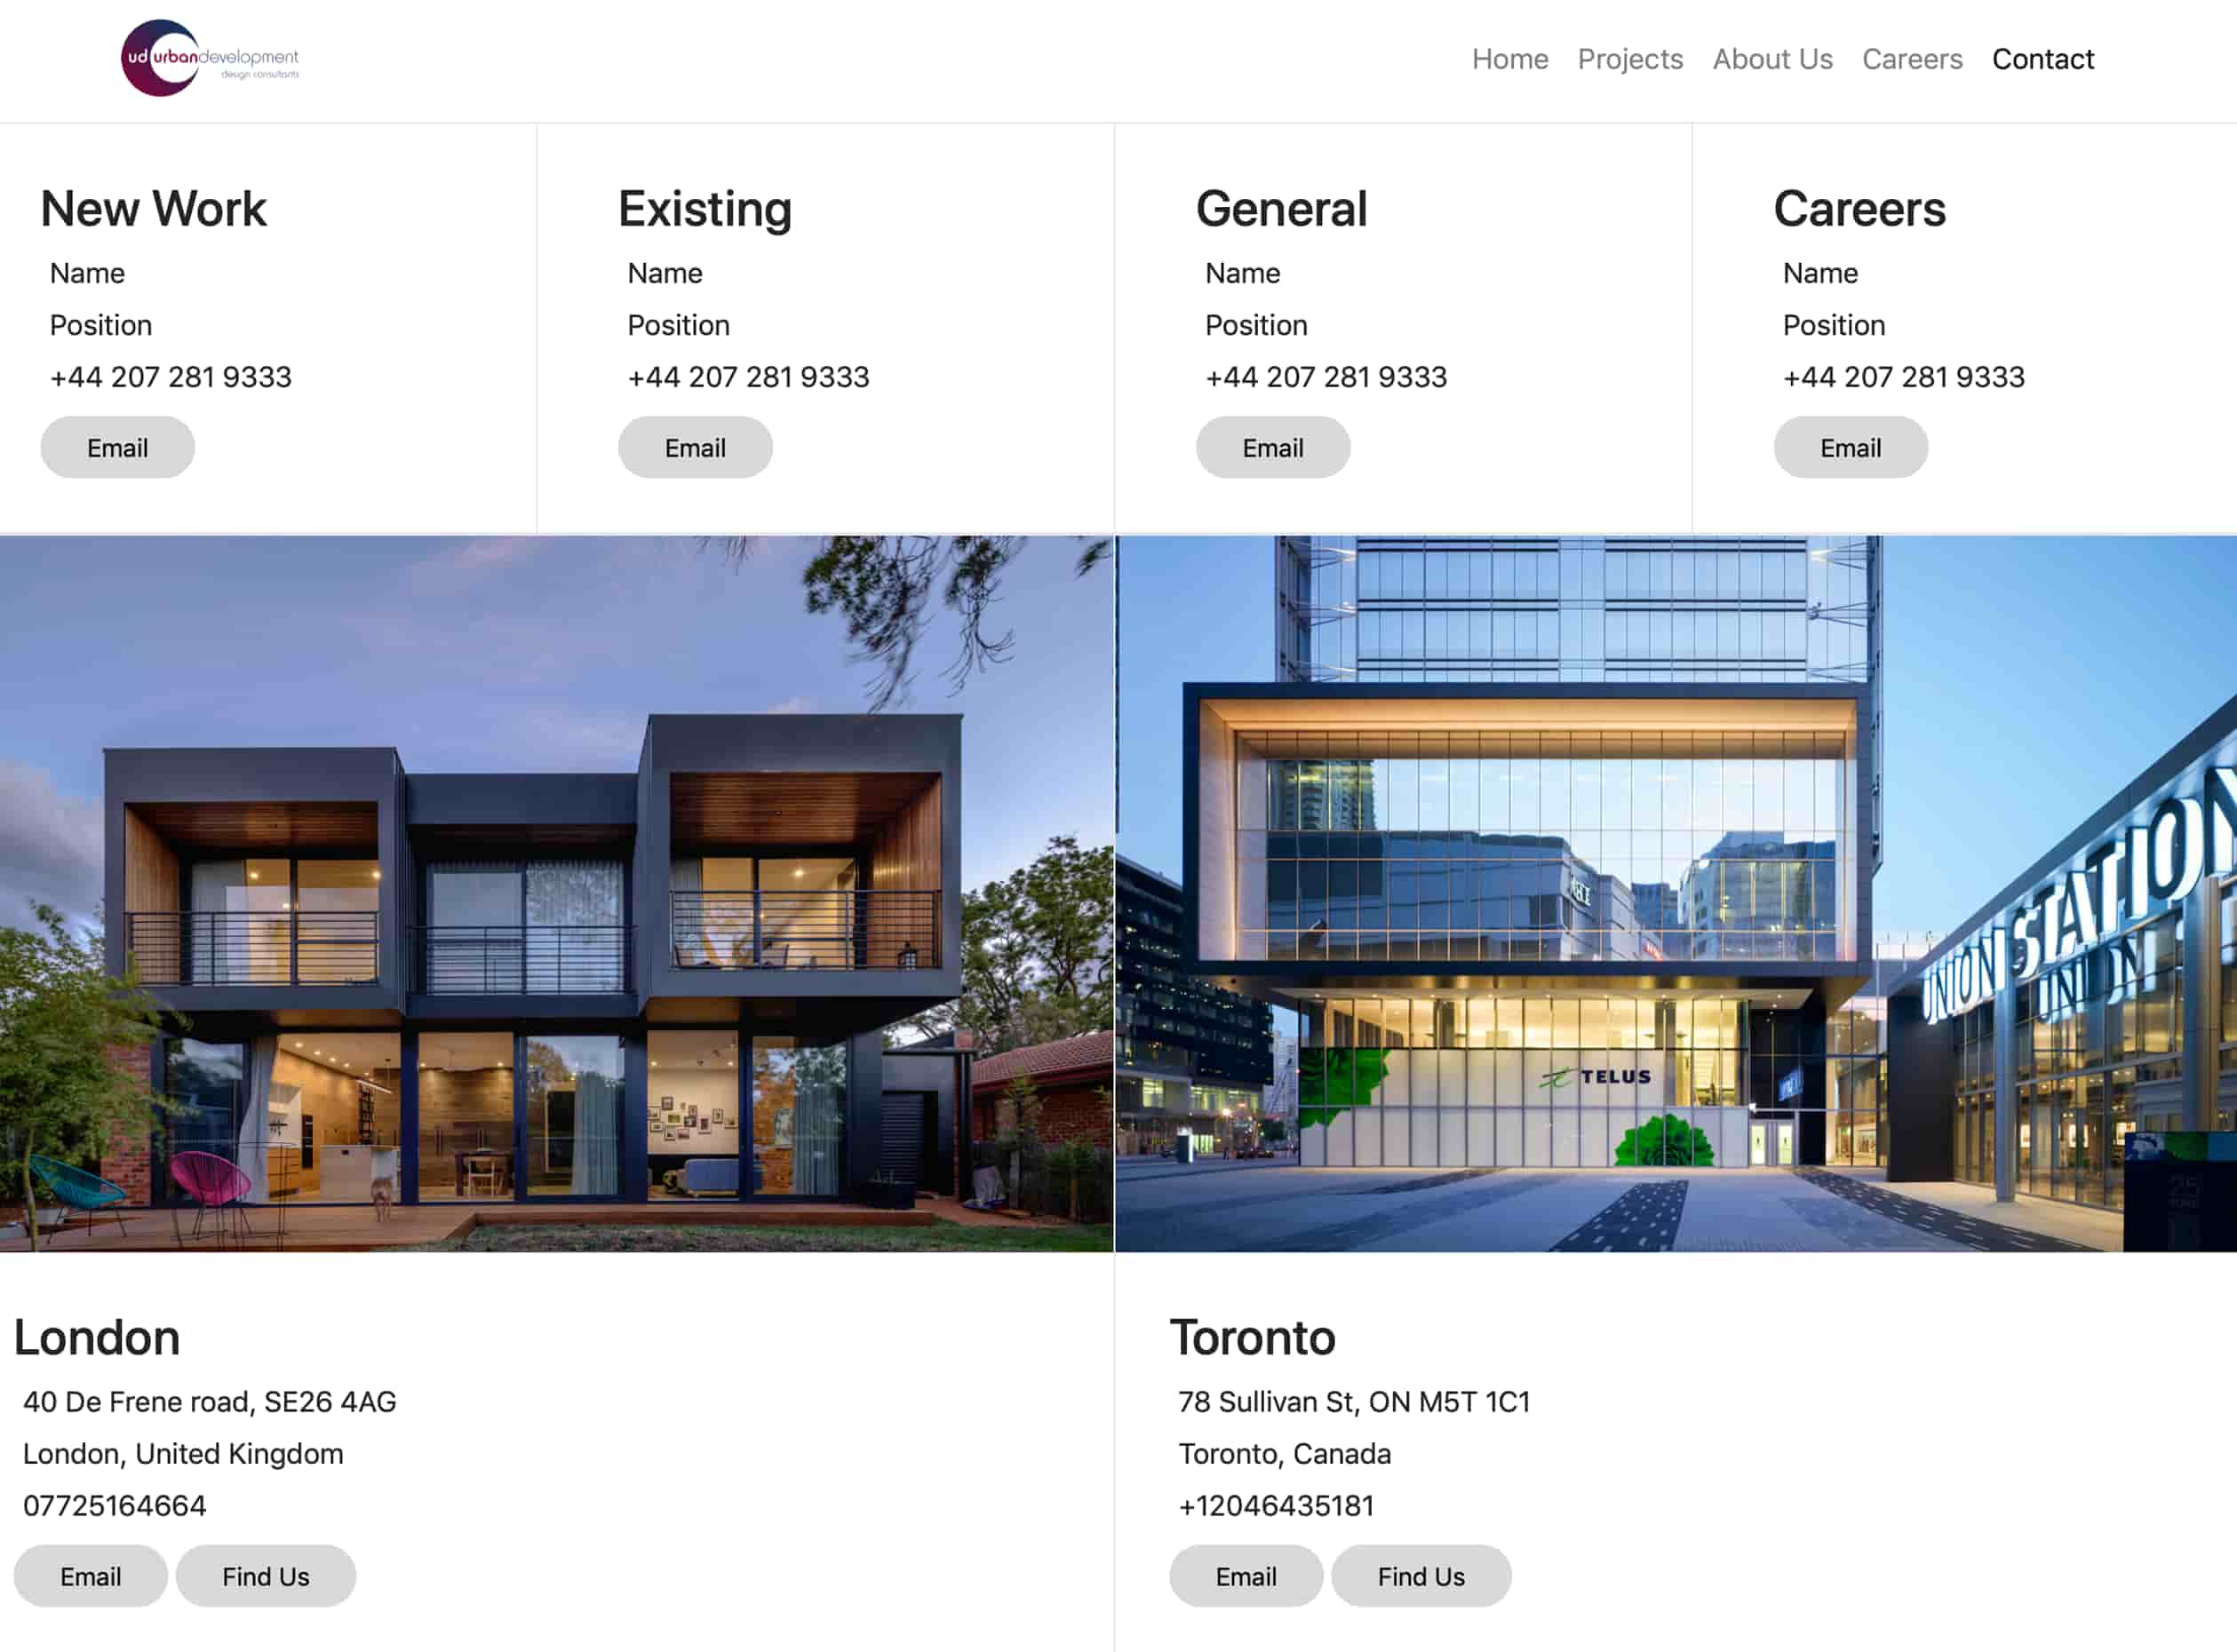 ud urbandevelopment
design consultants
Home Projects About Us Careers Contact
New Work
Name
Position
+44 207 281 9333
Email
Existing
Name
Position
+44 207 281 9333
Email
General
Name
Position
+44 207 281 9333
Email
Careers
Name
Position
+44 207 281 9333
Email
TELUS
UNION STATION
UNION
London
40 De Frene road, SE26 4AG
London, United Kingdom
07725164664
Email Find Us
Toronto
78 Sullivan St, ON M5T 1C1
Toronto, Canada
+12046435181
Email Find Us